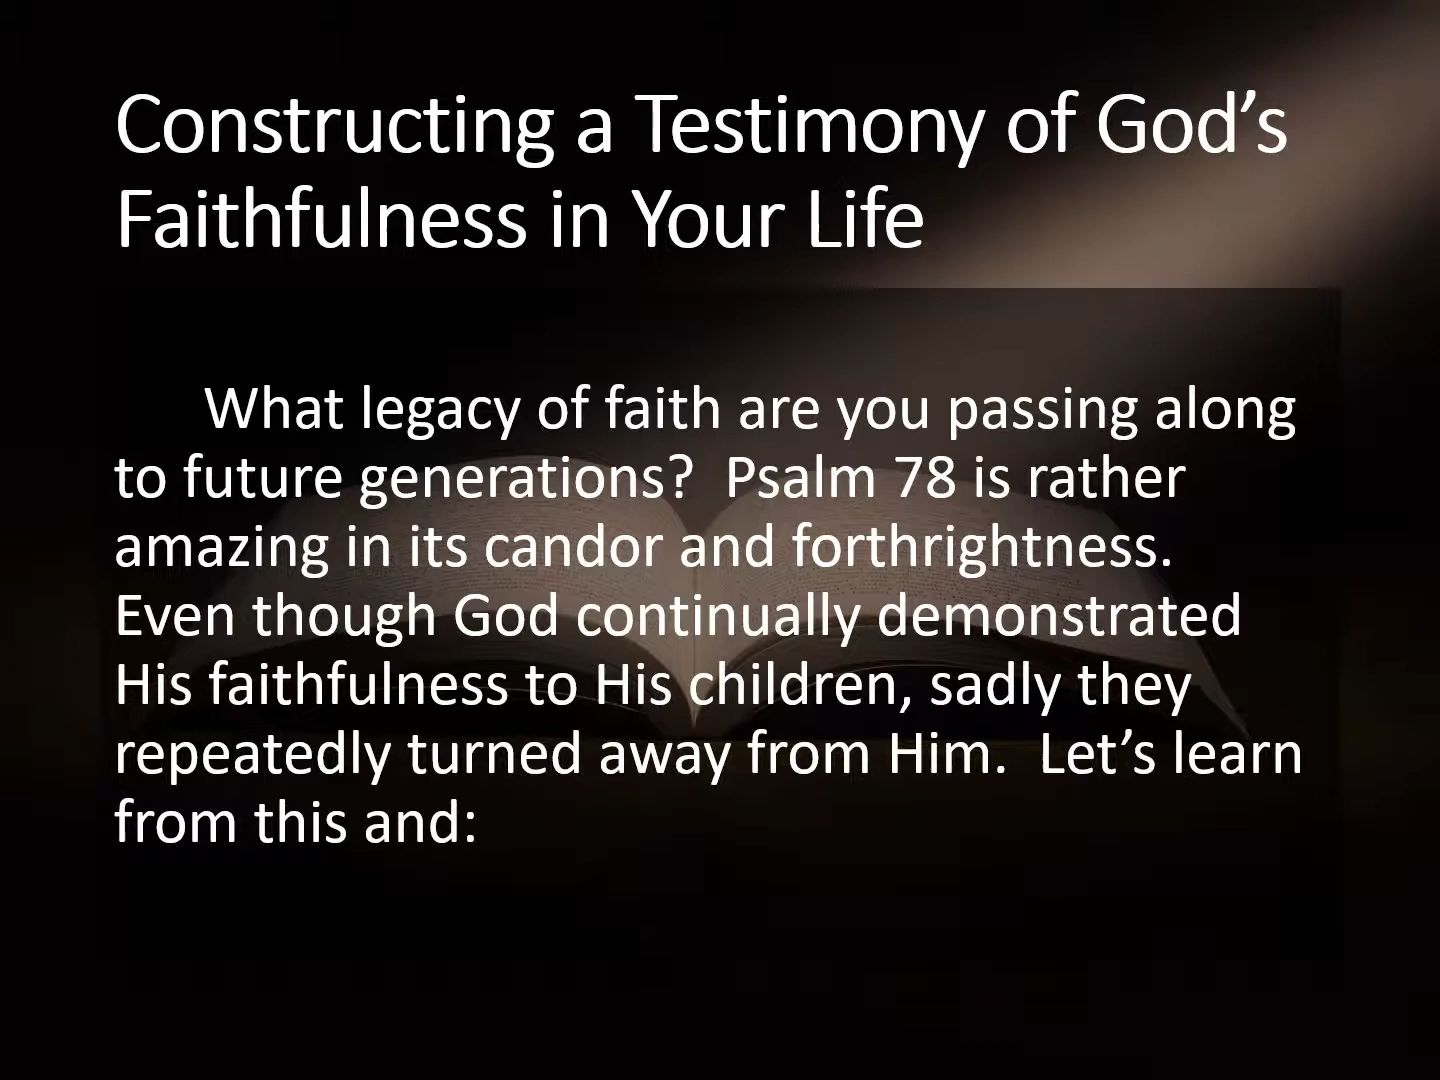 Constructing a Testimony of God’s
Faithfulness in Your Life
What legacy of faith are you passing along
to future generations?  Psalm 78 is rather
amazing in its candor and forthrightness.
Even though God continually demonstrated
His faithfulness to His children, sadly they
repeatedly turned away from Him.  Let’s learn
from this and: